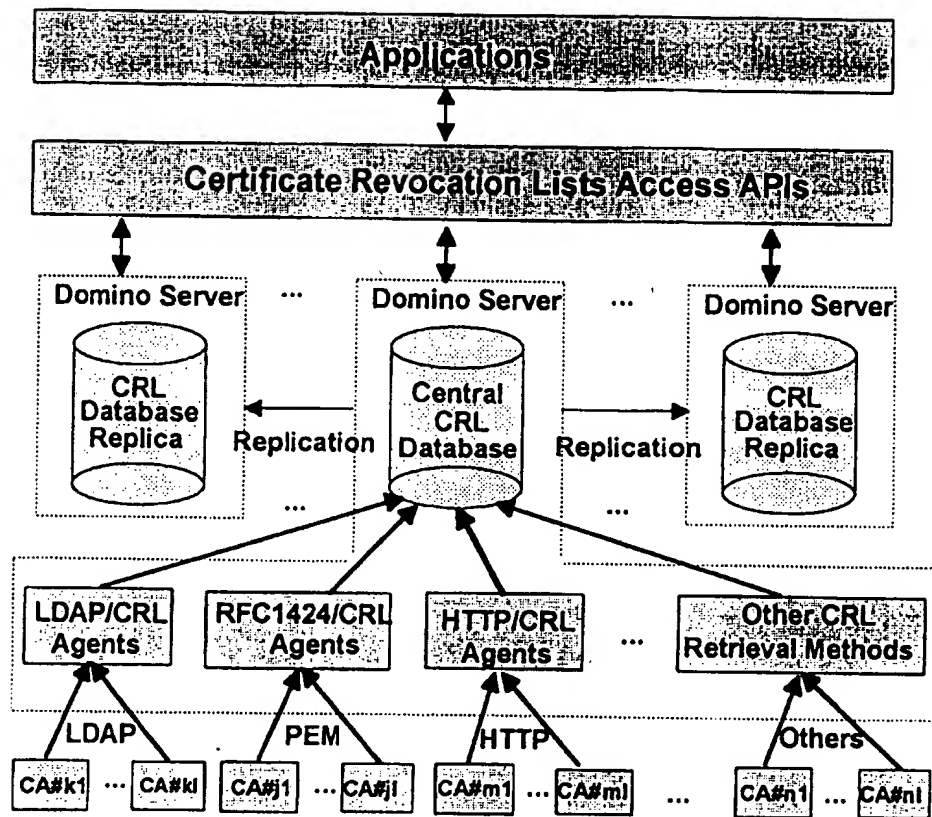 Applications
Certificate Revocation Lists Access APIs
Domino Server ... Domino Server ... Domino Server
CRL
Database
Replica
Central
CRL
Database
CRL
Database
Replica
Replication
Replication
... ...
LDAP/CRL
Agents
RFC1424/CRL
Agents
HTTP/CRL
Agents
...
Other CRL
Retrieval Methods
LDAP PEM HTTP Others
CA#k1 ... CA#kl CA#j1 ... CA#jl CA#m1 ... CA#ml ... CA#n1 ... CA#nl